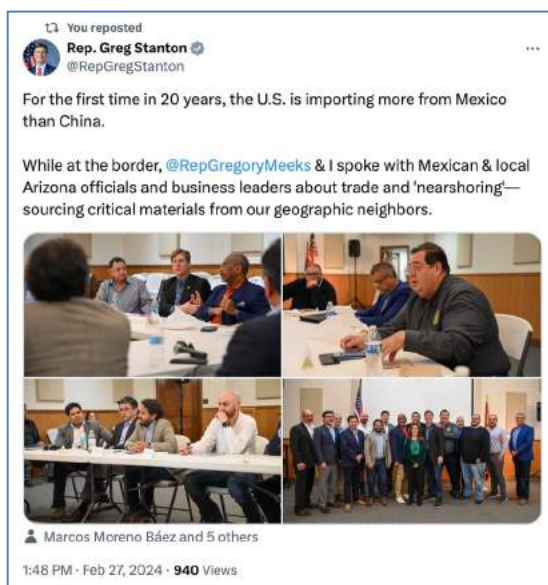 You reposted
Rep. Greg Stanton
@RepGregStanton
For the first time in 20 years, the U.S. is importing more from Mexico
than China.
While at the border, @RepGregoryMeeks & I spoke with Mexican & local
Arizona officials and business leaders about trade and 'nearshoring'—
sourcing critical materials from our geographic neighbors.
Marcos Moreno Báez and 5 others
1:48 PM · Feb 27, 2024 · 940 Views